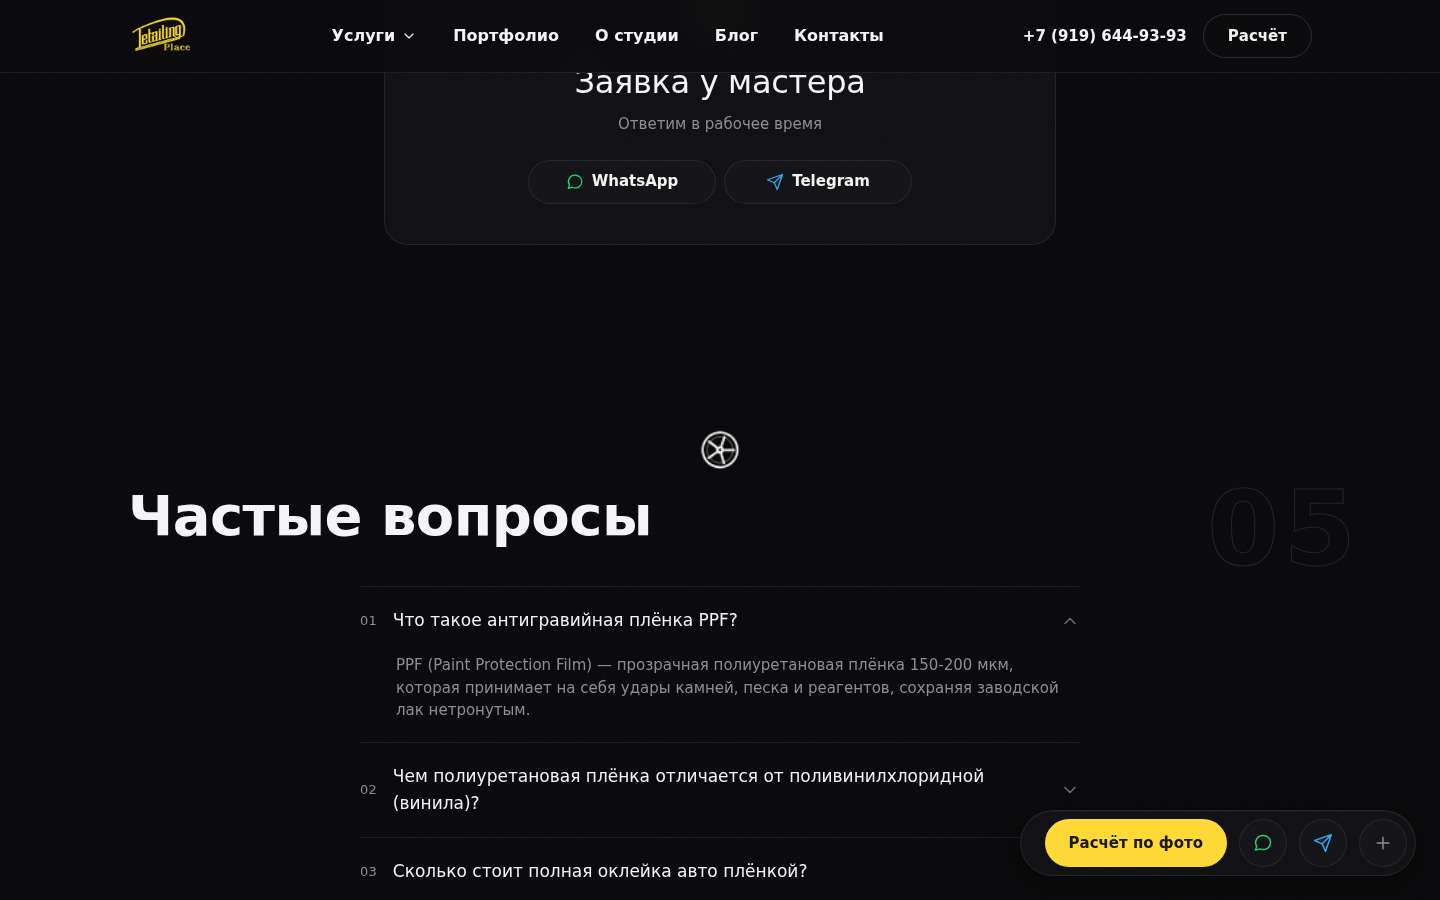 Detailing
Place
Услуги
Портфолио
О студии
Блог
Контакты
+7 (919) 644-93-93
Расчёт
Заявка у мастера
Ответим в рабочее время
WhatsApp
Telegram
Частые вопросы
05
01
Что такое антигравийная плёнка PPF?
PPF (Paint Protection Film) — прозрачная полиуретановая плёнка 150-200 мкм,
которая принимает на себя удары камней, песка и реагентов, сохраняя заводской
лак нетронутым.
02
Чем полиуретановая плёнка отличается от поливинилхлоридной
(винила)?
03
Сколько стоит полная оклейка авто плёнкой?
Расчёт по фото